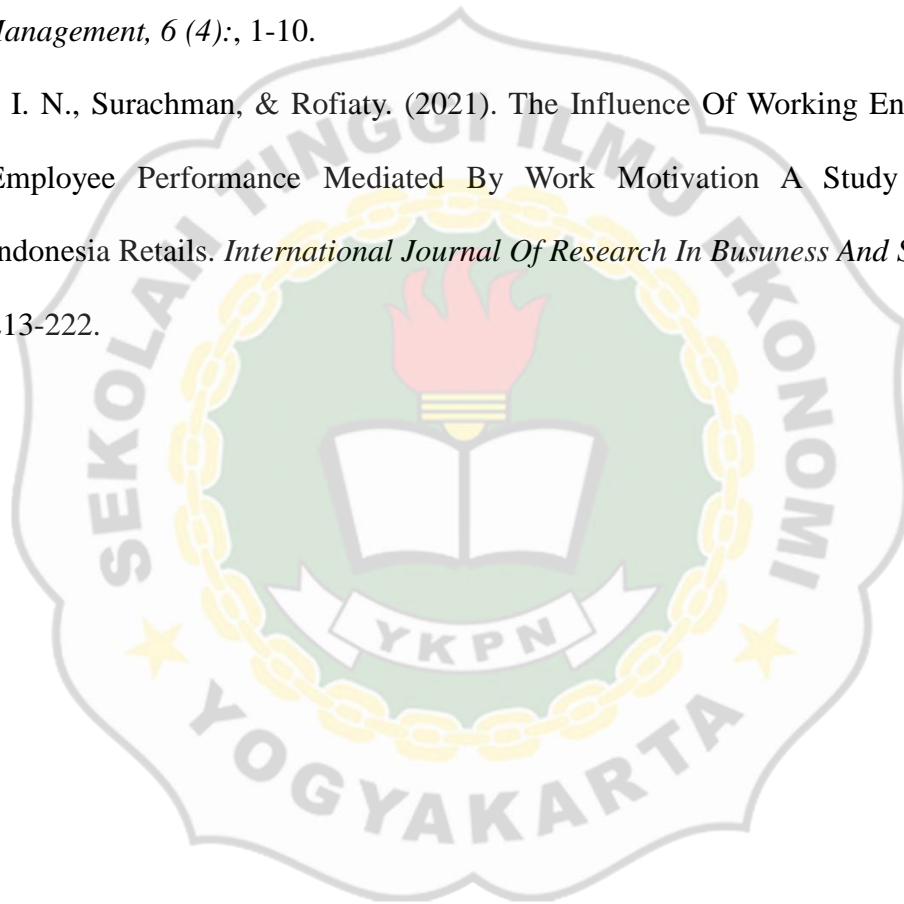 Management, 6 (4):, 1-10.
I. N., Surachman, & Rofiaty. (2021). The Influence Of Working En
Employee Performance Mediated By Work Motivation A Study
Indonesia Retails. International Journal Of Research In Busuness And S
213-222.
SEKOLAH TINGGI ILMU EKONOMI
YKPN
YOGYAKARTA